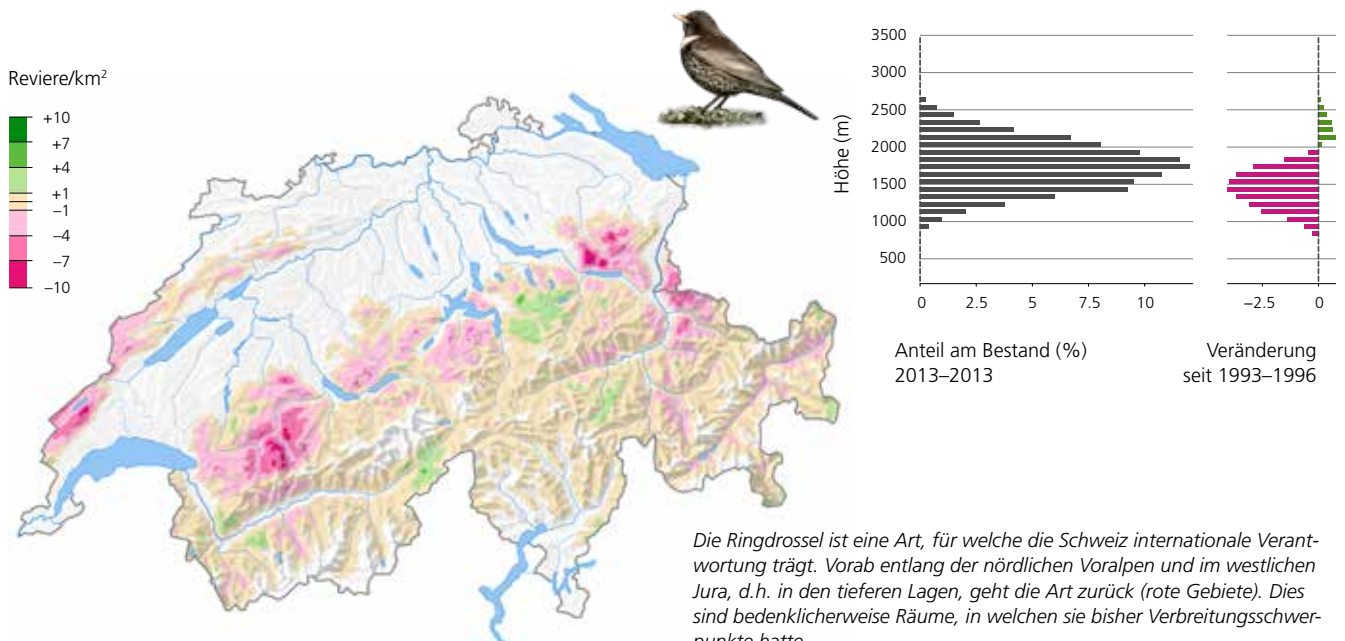 Reviere/km²
+10
+7
+4
+1
−1
−4
−7
−10
Höhe (m)
3500
3000
2500
2000
1500
1000
500
0 2.5 5 7.5 10
−2.5 0
Anteil am Bestand (%)
2013–2013
Veränderung
seit 1993–1996
Die Ringdrossel ist eine Art, für welche die Schweiz internationale Verant-
wortung trägt. Vorab entlang der nördlichen Voralpen und im westlichen
Jura, d.h. in den tieferen Lagen, geht die Art zurück (rote Gebiete). Dies
sind bedenklicherweise Räume, in welchen sie bisher Verbreitungsschwer-
punkte hatte